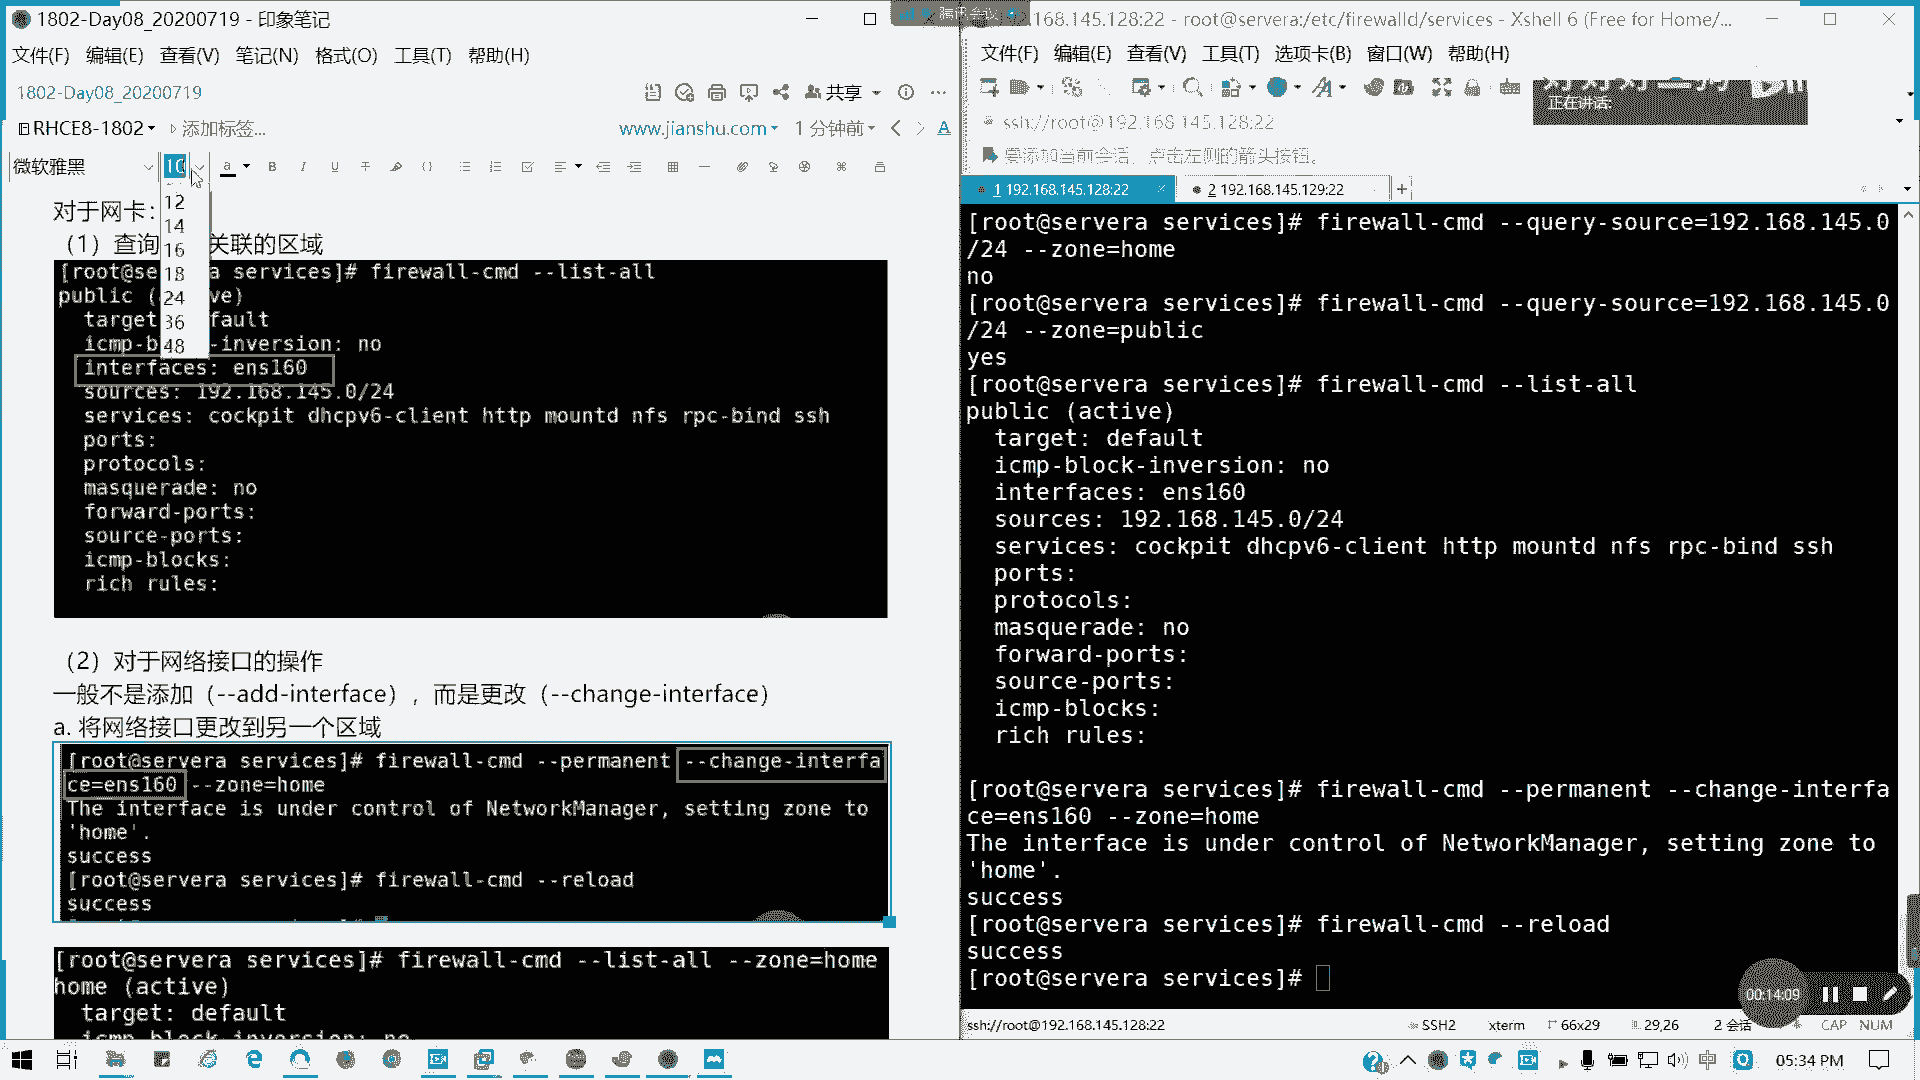 1802-Day08_20200719 - 印象笔记
文件(F) 编辑(E) 查看(V) 笔记(N) 格式(O) 工具(T) 帮助(H)
1802-Day08_20200719
共享
RHCE8-1802
添加标签...
www.jianshu.com
1 分钟前
微软雅黑
10
12
14
16
18
24
36
48
对于网卡:
（1）查询 关联的区域
[root@se a services]# firewall-cmd --list-all
public ( ve)
target fault
icmp-b -inversion: no
interfaces: ens160
sources: 192.168.145.0/24
services: cockpit dhcpv6-client http mountd nfs rpc-bind ssh
ports:
protocols:
masquerade: no
forward-ports:
source-ports:
icmp-blocks:
rich rules:
（2）对于网络接口的操作
一般不是添加（--add-interface），而是更改（--change-interface）
a. 将网络接口更改到另一个区域
[root@servera services]# firewall-cmd --permanent --change-interfa
ce=ens160 --zone=home
The interface is under control of NetworkManager, setting zone to
'home'.
success
[root@servera services]# firewall-cmd --reload
success
[root@servera services]# firewall-cmd --list-all --zone=home
home (active)
target: default
icmp-block-inversion: no
腾讯会议
.168.145.128:22 - root@servera:/etc/firewalld/services - Xshell 6 (Free for Home/...
文件(F) 编辑(E) 查看(V) 工具(T) 选项卡(B) 窗口(W) 帮助(H)
正在讲话:
ssh://root@192.168.145.128:22
要添加当前会话，点击左侧的箭头按钮。
1 192.168.145.128:22
2 192.168.145.129:22
[root@servera services]# firewall-cmd --query-source=192.168.145.0
/24 --zone=home
no
[root@servera services]# firewall-cmd --query-source=192.168.145.0
/24 --zone=public
yes
[root@servera services]# firewall-cmd --list-all
public (active)
target: default
icmp-block-inversion: no
interfaces: ens160
sources: 192.168.145.0/24
services: cockpit dhcpv6-client http mountd nfs rpc-bind ssh
ports:
protocols:
masquerade: no
forward-ports:
source-ports:
icmp-blocks:
rich rules:
[root@servera services]# firewall-cmd --permanent --change-interfa
ce=ens160 --zone=home
The interface is under control of NetworkManager, setting zone to
'home'.
success
[root@servera services]# firewall-cmd --reload
success
[root@servera services]#
00:14:09
ssh://root@192.168.145.128:22
SSH2
xterm
66x29
29,26
2 会话
CAP
NUM
中
05:34 PM